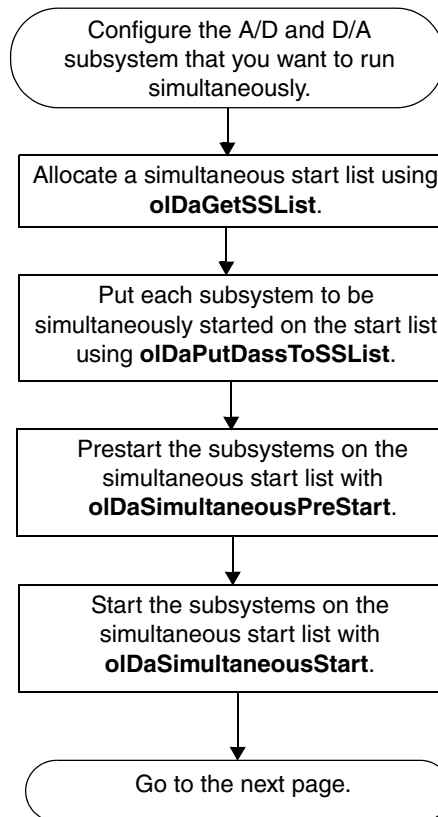 Configure the A/D and D/A
subsystem that you want to run
simultaneously.
Allocate a simultaneous start list using
olDaGetSSList.
Put each subsystem to be
simultaneously started on the start list
using olDaPutDassToSSList.
Prestart the subsystems on the
simultaneous start list with
olDaSimultaneousPreStart.
Start the subsystems on the
simultaneous start list with
olDaSimultaneousStart.
Go to the next page.